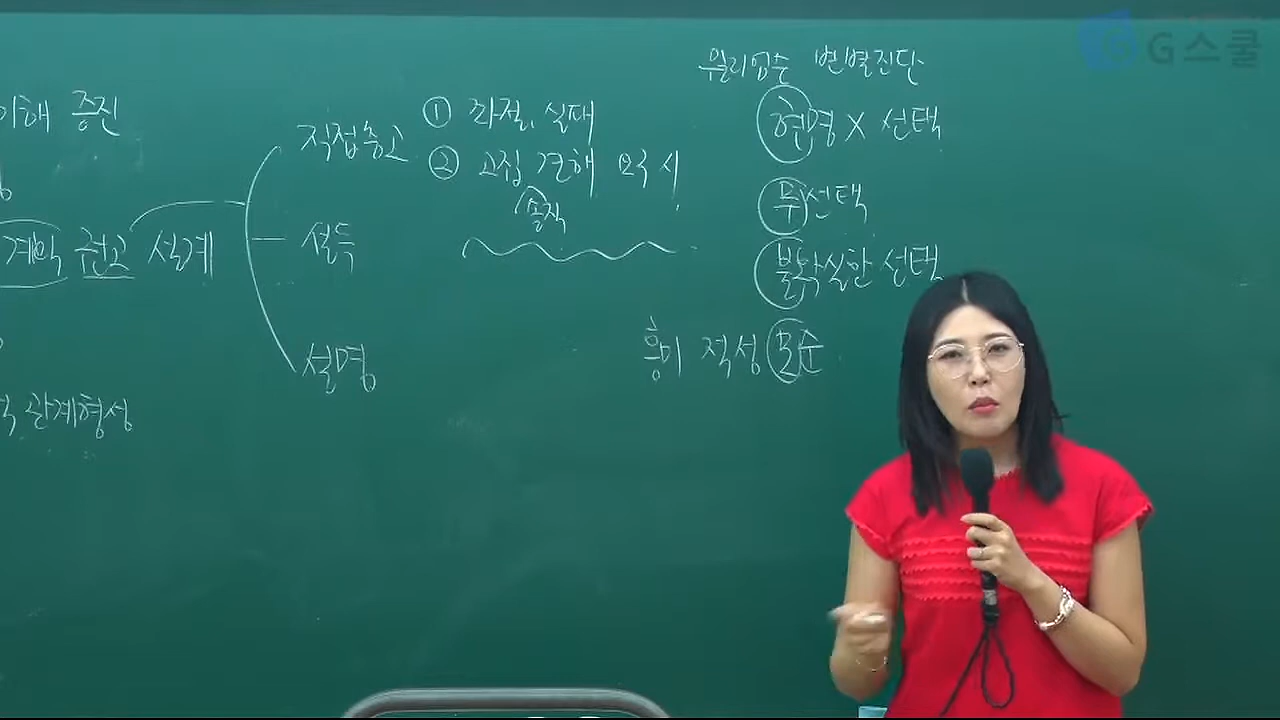 이해 증진
계획 권고 설계
관계형성
직접충고
설득
설명
① 좌절, 실패
② 고집 견해 요구 시
솔직
윌리암슨 변별진단
현명 X 선택
무선택
불확실한 선택
흥미 적성 모순
G스쿨